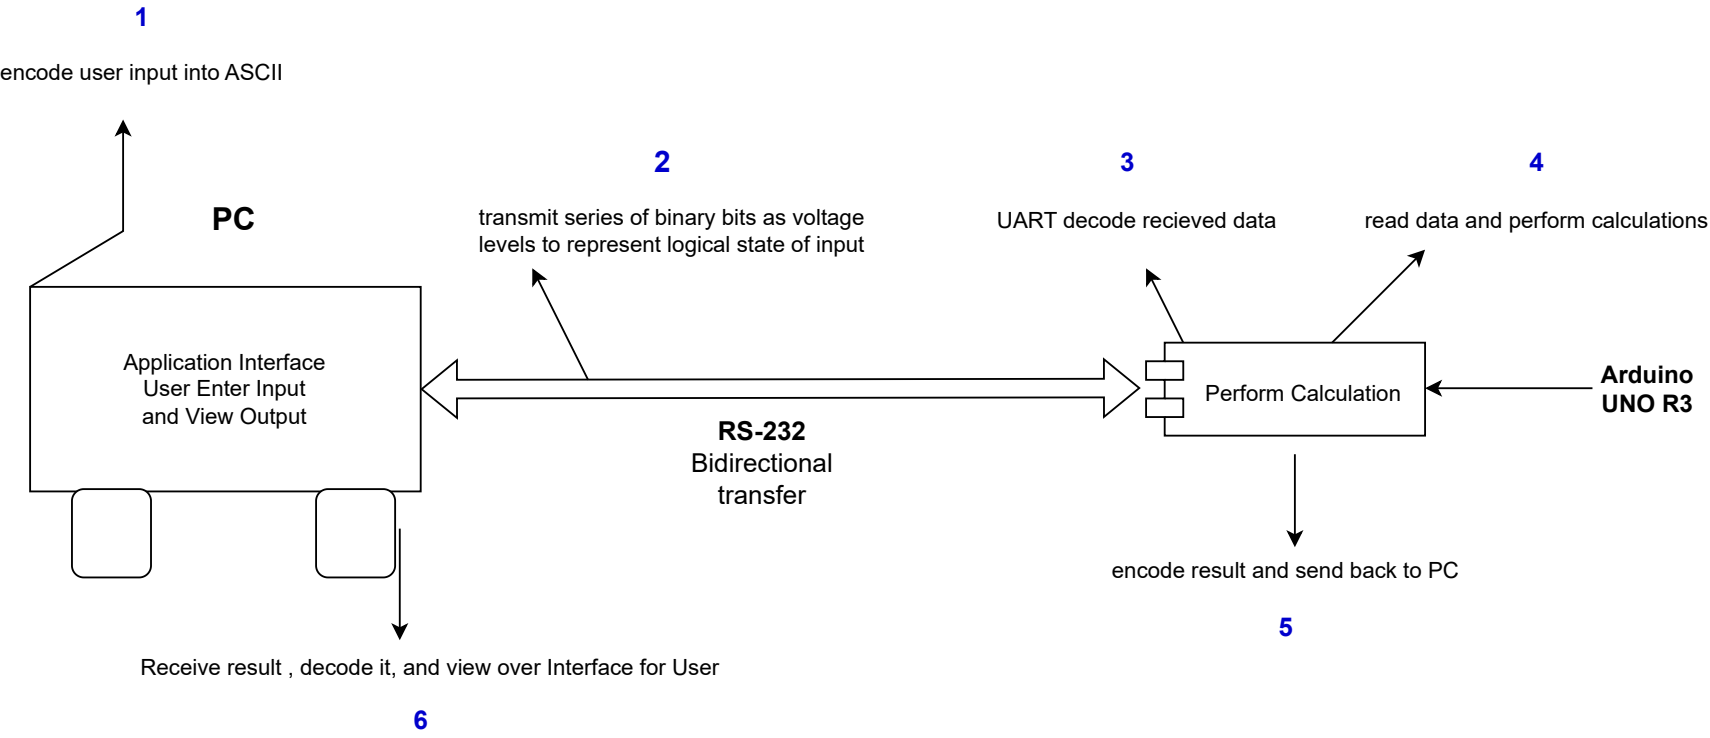 1
encode user input into ASCII
PC
Application Interface
User Enter Input
and View Output
2
transmit series of binary bits as voltage
levels to represent logical state of input
RS-232
Bidirectional
transfer
3
UART decode recieved data
4
read data and perform calculations
Perform Calculation
Arduino
UNO R3
encode result and send back to PC
5
Receive result , decode it, and view over Interface for User
6